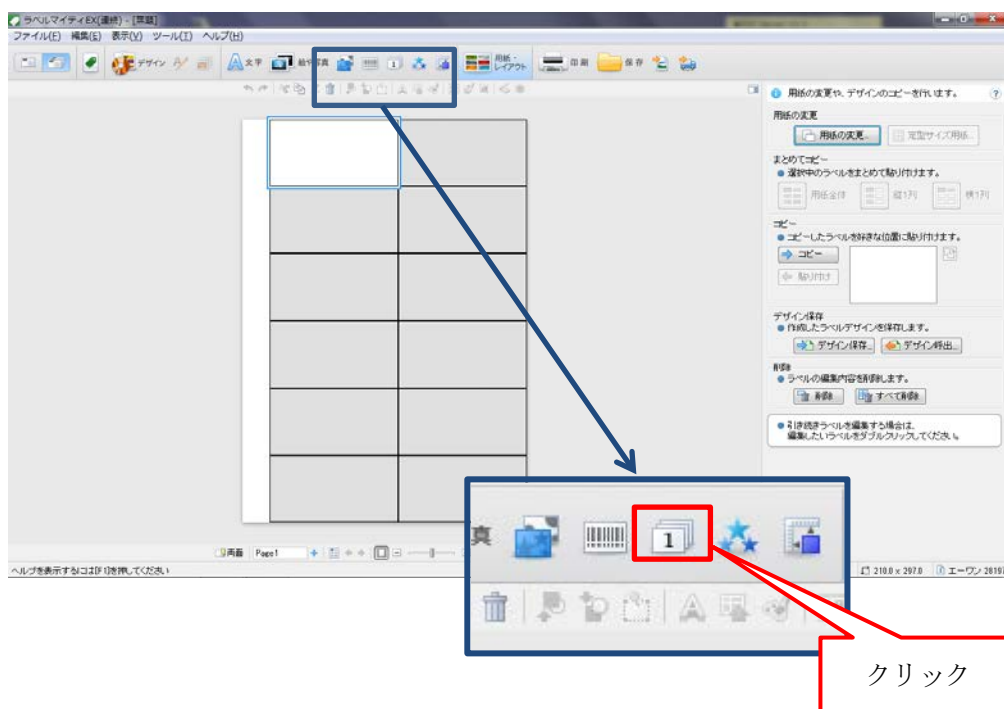 ラベルマイティEX(連続) - [無題]
ファイル(F) 編集(E) 表示(V) ツール(T) ヘルプ(H)
デザイン 文字 絵や写真 1 用紙・レイアウト 印刷 保存
用紙の変更や、デザインのコピーを行います。
用紙の変更
用紙の変更... 定型サイズ用紙...
まとめてコピー
選択中のラベルをまとめて貼り付けます。
用紙全体 縦1列 横1列
コピー
コピーしたラベルを好きな位置に貼り付けます。
コピー
貼り付け
デザイン保存
作成したラベルデザインを保存します。
デザイン保存... デザイン呼出...
削除
ラベルの編集内容を削除します。
削除 すべて削除
引き続きラベルを編集する場合は、
編集したいラベルをダブルクリックしてください。
真 1
両面 Page1
ヘルプを表示するには[F1]を押してください。
210.0 x 297.0 エーワン 28197
クリック